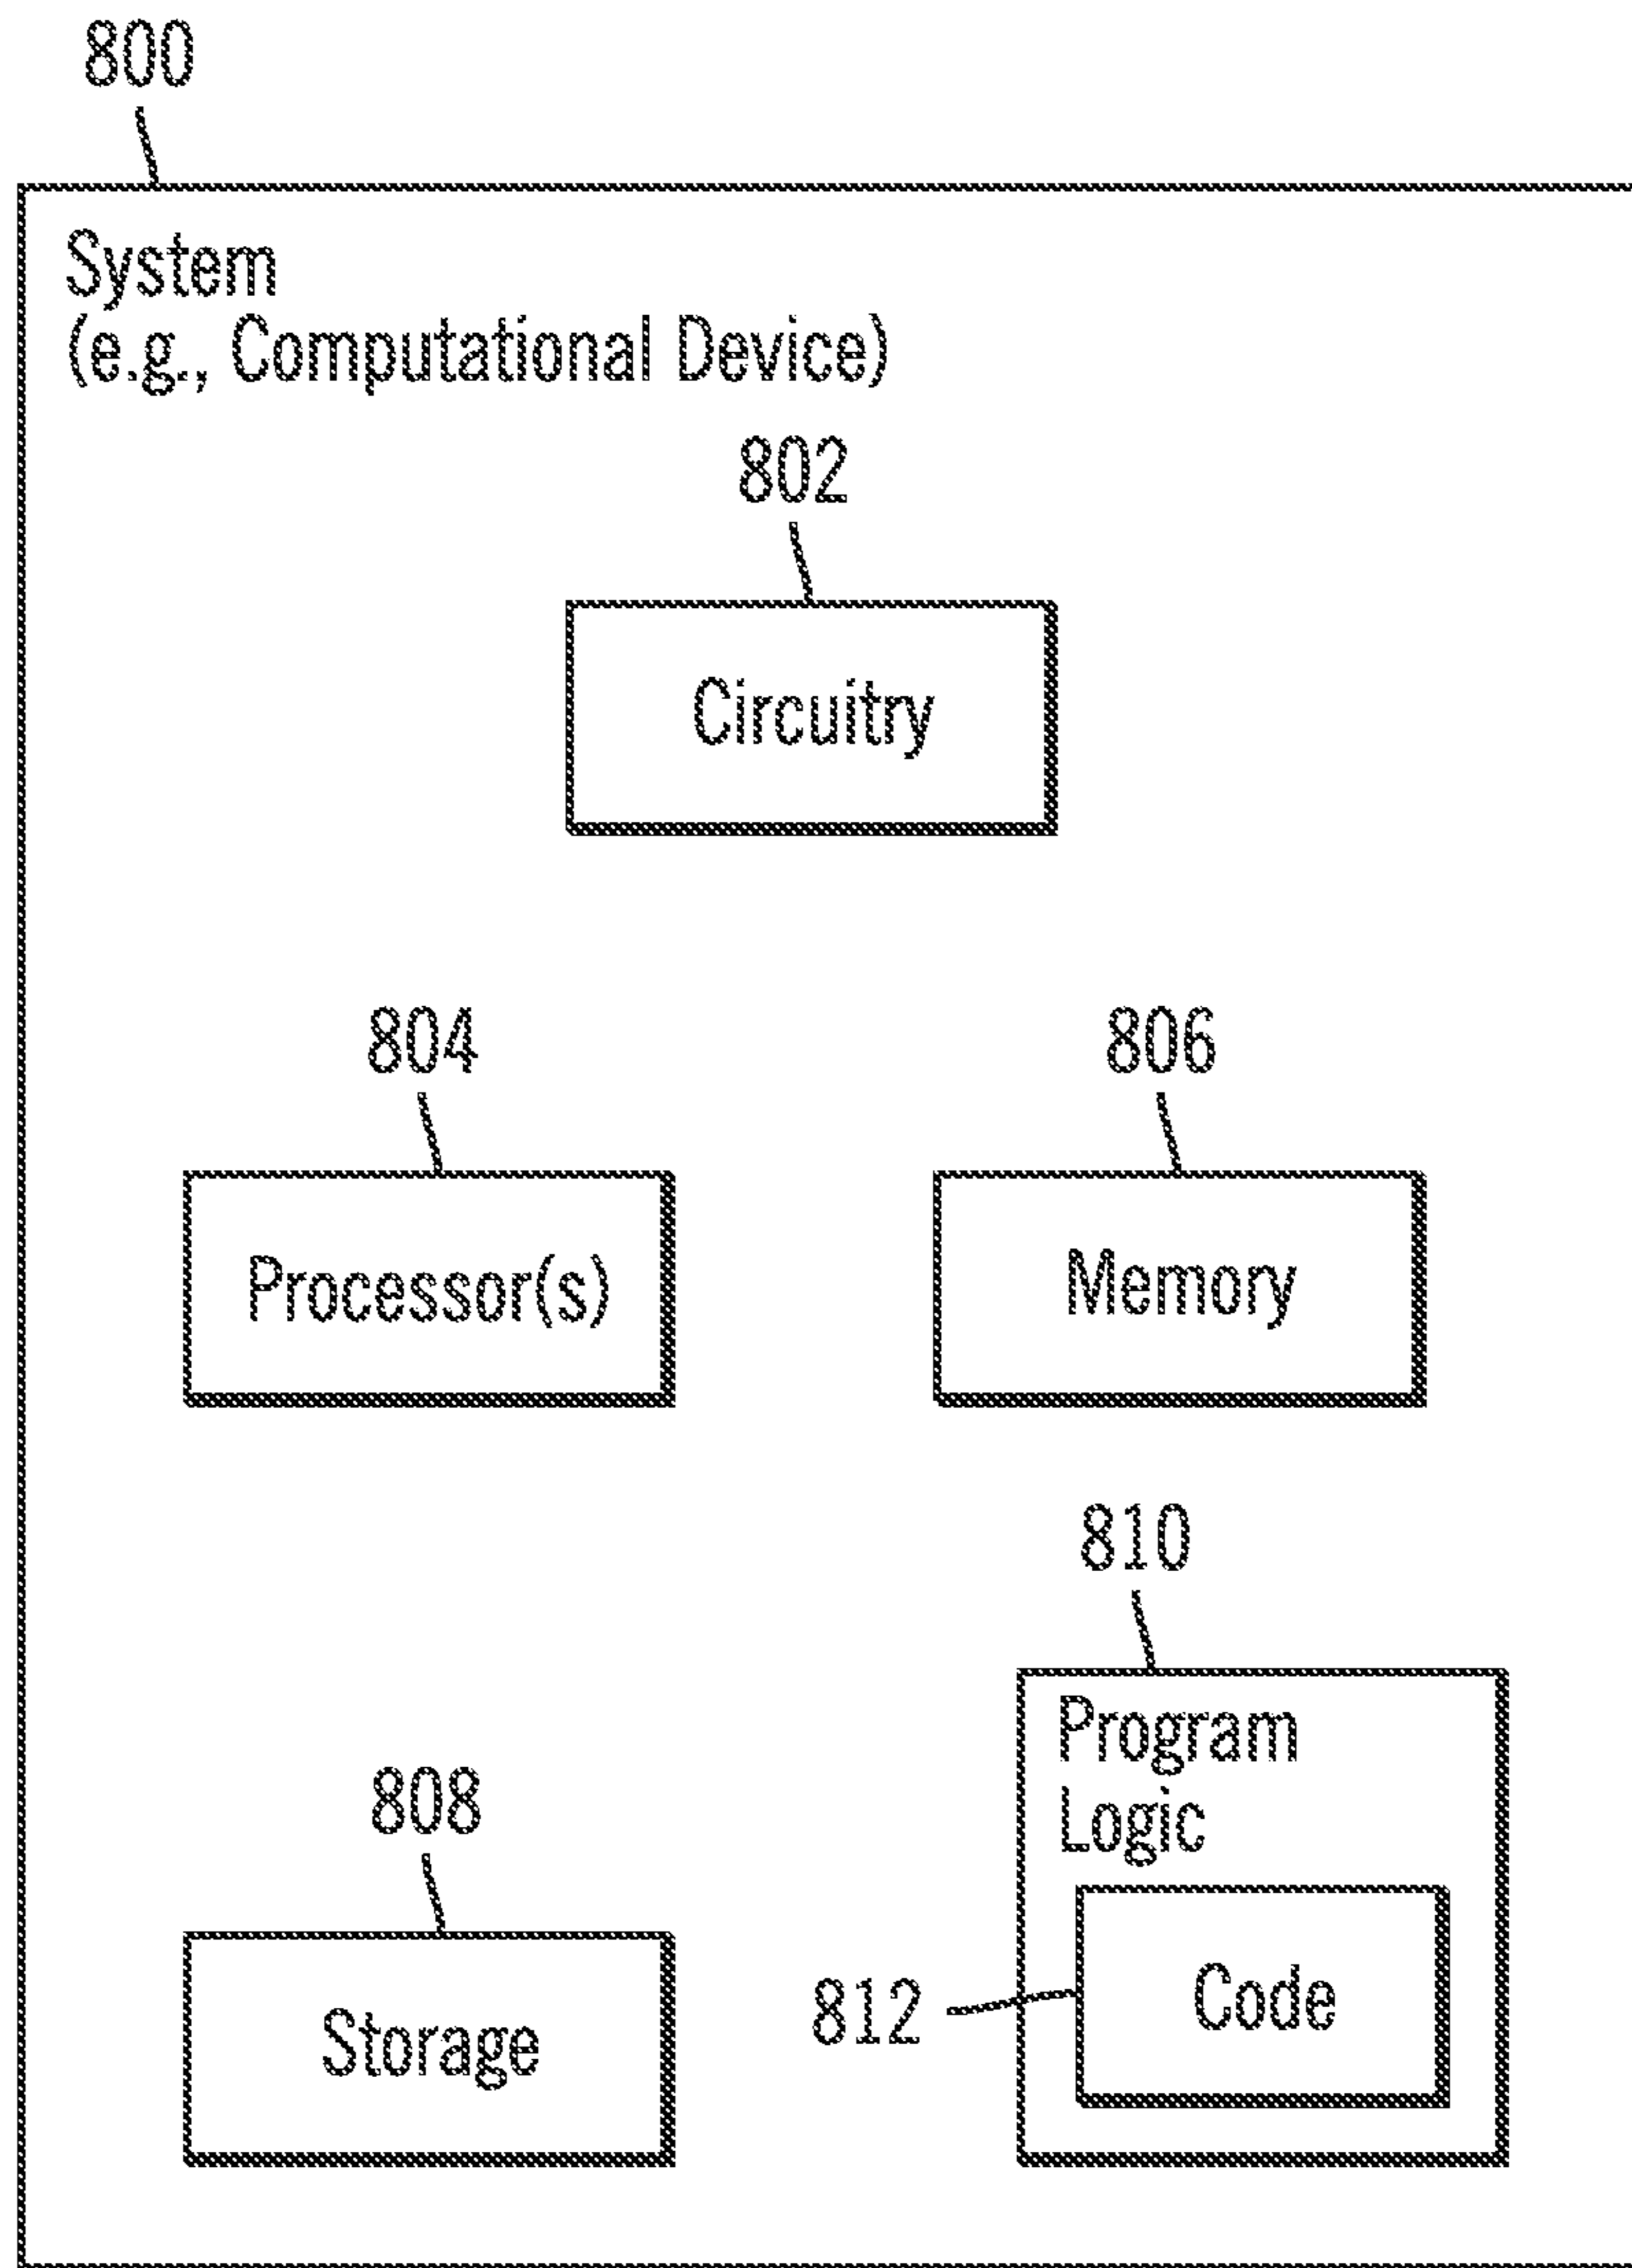 800
System
(e.g., Computational Device)
802
Circuitry
804
806
Processor(s)
Memory
810
Program
Logic
808
812
Code
Storage